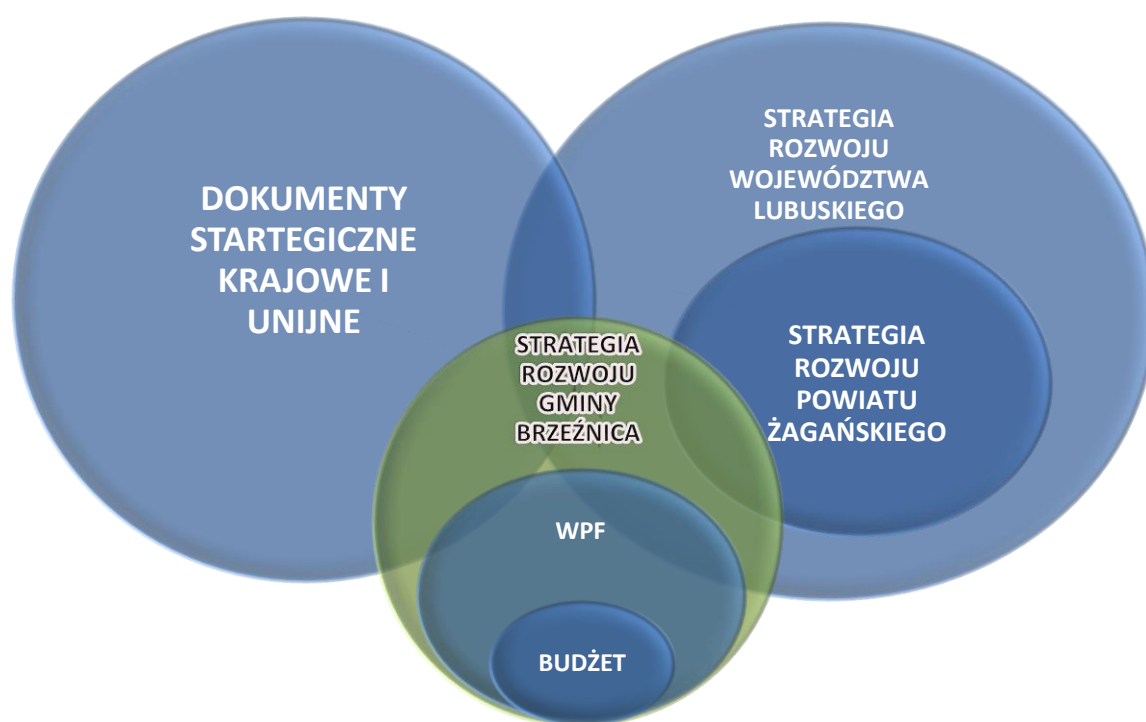 DOKUMENTY
STARTEGICZNE
KRAJOWE I
UNIJNE
STRATEGIA
ROZWOJU
WOJEWÓDZTWA
LUBUSKIEGO
STRATEGIA
ROZWOJU
POWIATU
ŻAGAŃSKIEGO
STRATEGIA
ROZWOJU
GMINY
BRZEŹNICA
WPF
BUDŻET